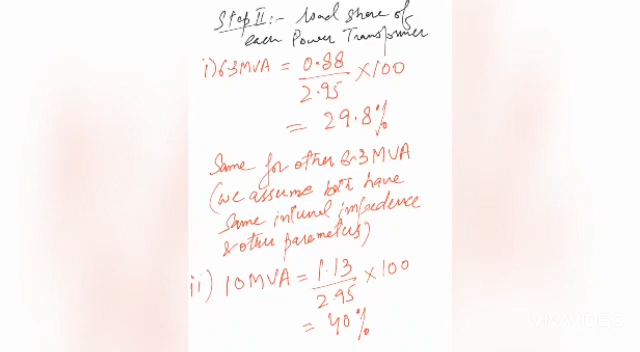 Step II:- Load Share of
each Power Transformer
i) 6.3 MVA = 0.88/2.95 × 100
= 29.8%
Same for other 6.3 MVA
(we assume both have
same internal impedence
& other parameters)
ii) 10 MVA = 1.13/2.95 × 100
= 40%